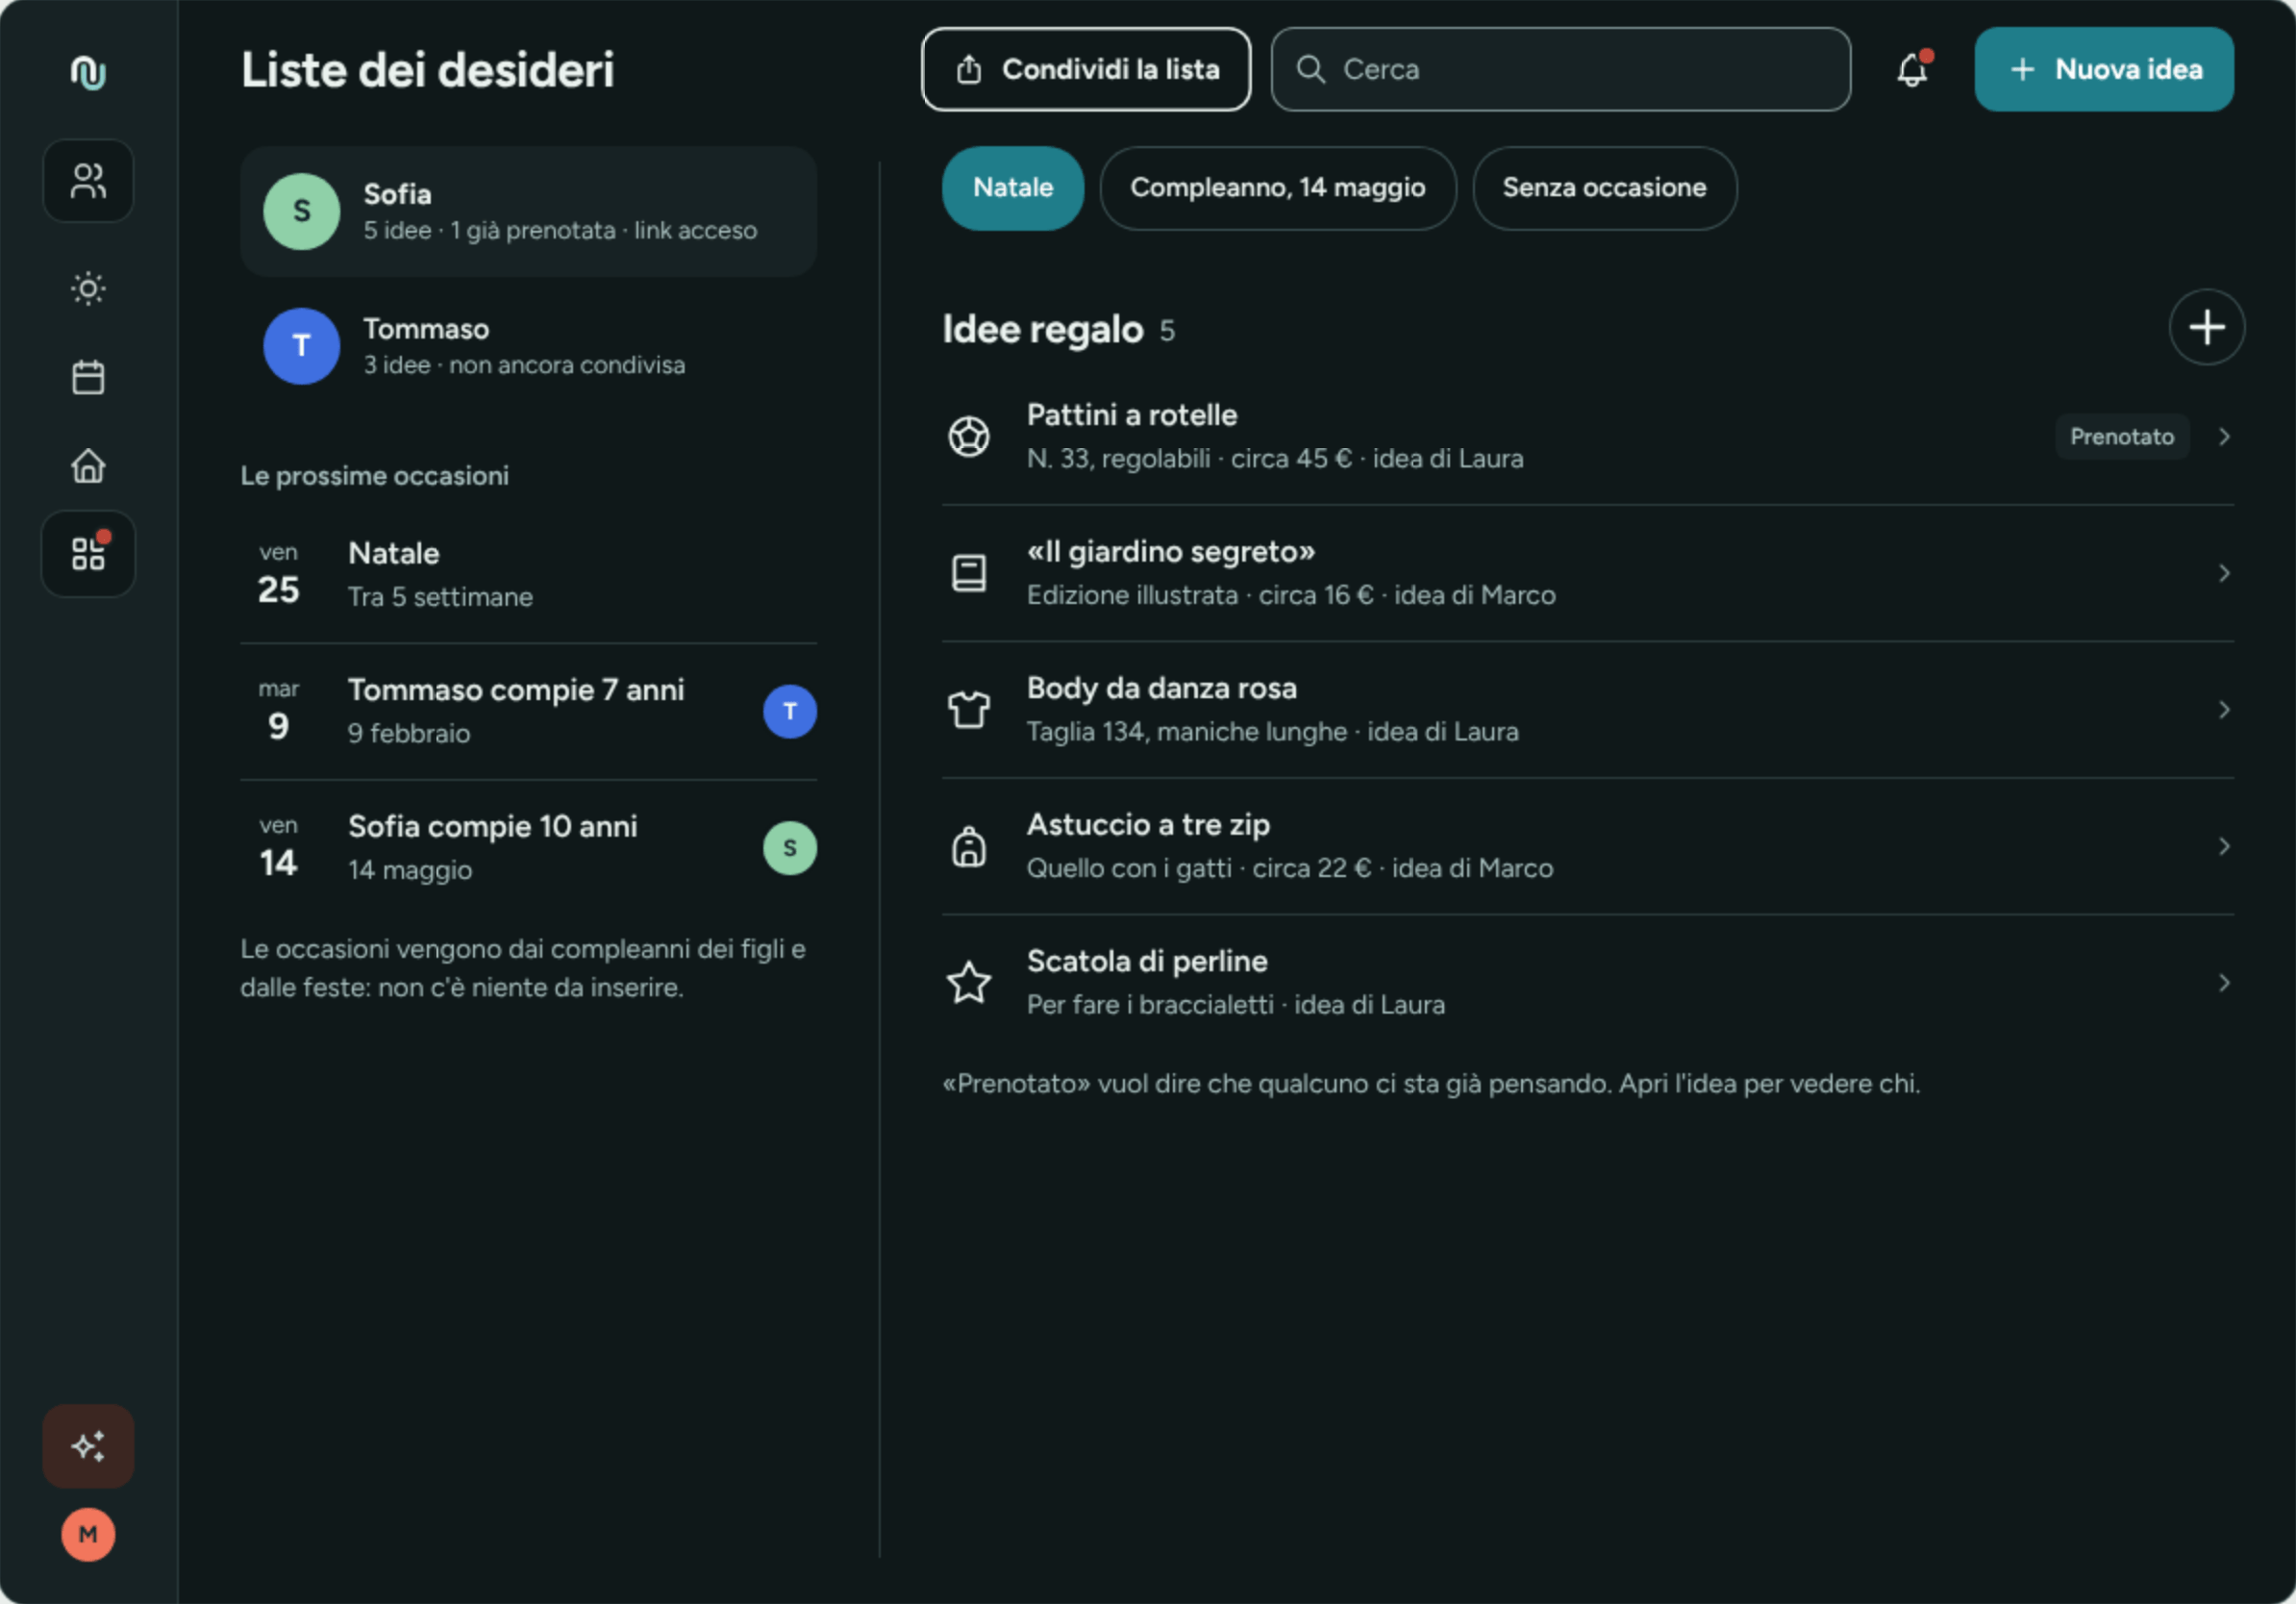 Liste dei desideri
Condividi la lista
Cerca
Nuova idea
S
Sofia
5 idee · 1 già prenotata · link acceso
T
Tommaso
3 idee · non ancora condivisa
Le prossime occasioni
ven
25
Natale
Tra 5 settimane
mar
9
Tommaso compie 7 anni
9 febbraio
T
ven
14
Sofia compie 10 anni
14 maggio
S
Le occasioni vengono dai compleanni dei figli e
dalle feste: non c'è niente da inserire.
Natale
Compleanno, 14 maggio
Senza occasione
Idee regalo 5
Pattini a rotelle
N. 33, regolabili · circa 45 € · idea di Laura
Prenotato
«Il giardino segreto»
Edizione illustrata · circa 16 € · idea di Marco
Body da danza rosa
Taglia 134, maniche lunghe · idea di Laura
Astuccio a tre zip
Quello con i gatti · circa 22 € · idea di Marco
Scatola di perline
Per fare i braccialetti · idea di Laura
«Prenotato» vuol dire che qualcuno ci sta già pensando. Apri l'idea per vedere chi.
M